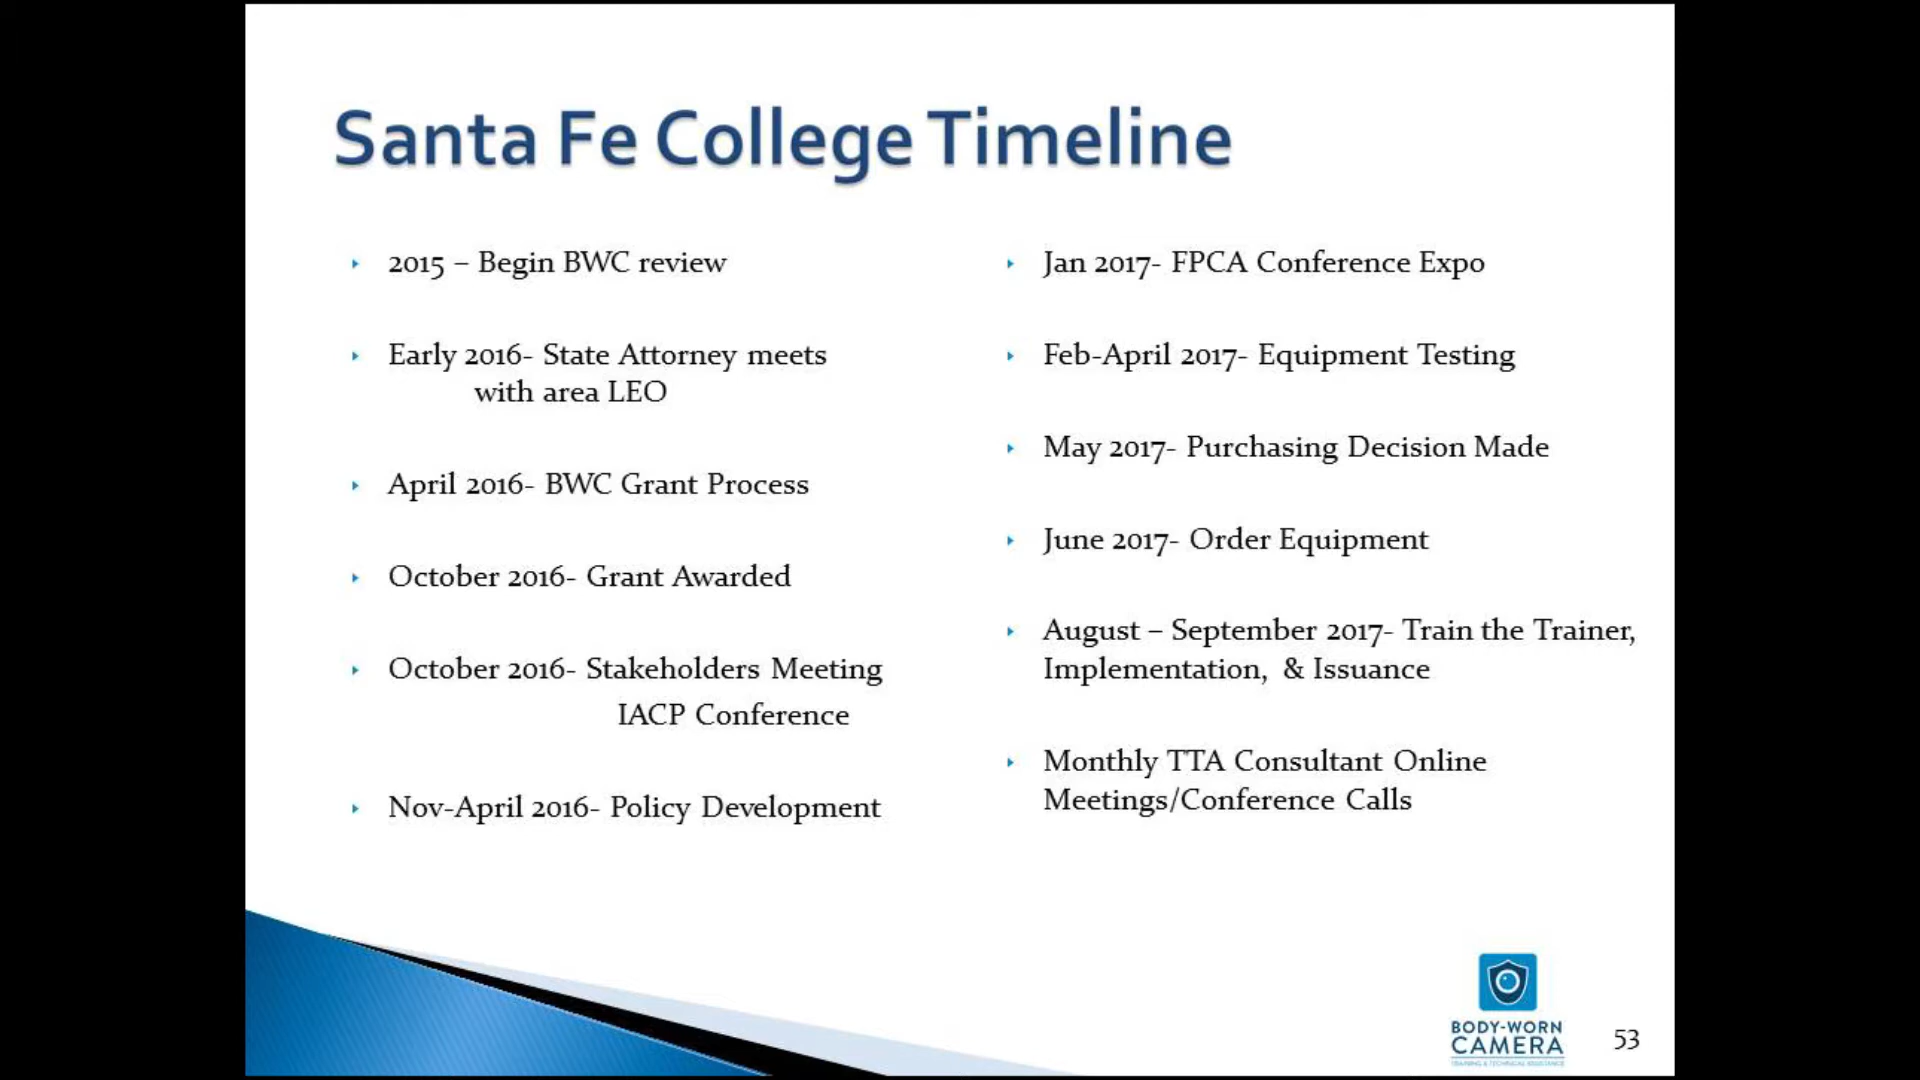 Santa Fe College Timeline
2015 – Begin BWC review
Early 2016- State Attorney meets
with area LEO
April 2016- BWC Grant Process
October 2016- Grant Awarded
October 2016- Stakeholders Meeting
IACP Conference
Nov-April 2016- Policy Development
Jan 2017- FPCA Conference Expo
Feb-April 2017- Equipment Testing
May 2017- Purchasing Decision Made
June 2017- Order Equipment
August – September 2017- Train the Trainer,
Implementation, & Issuance
Monthly TTA Consultant Online
Meetings/Conference Calls
BODY-WORN
CAMERA
TRAINING & TECHNICAL ASSISTANCE
53